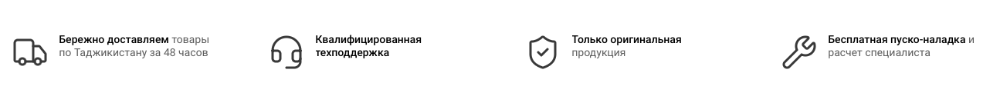 Бережно доставляем товары
по Таджикистану за 48 часов
Квалифицированная
техподдержка
Только оригинальная
продукция
Бесплатная пуско-наладка и
расчет специалиста